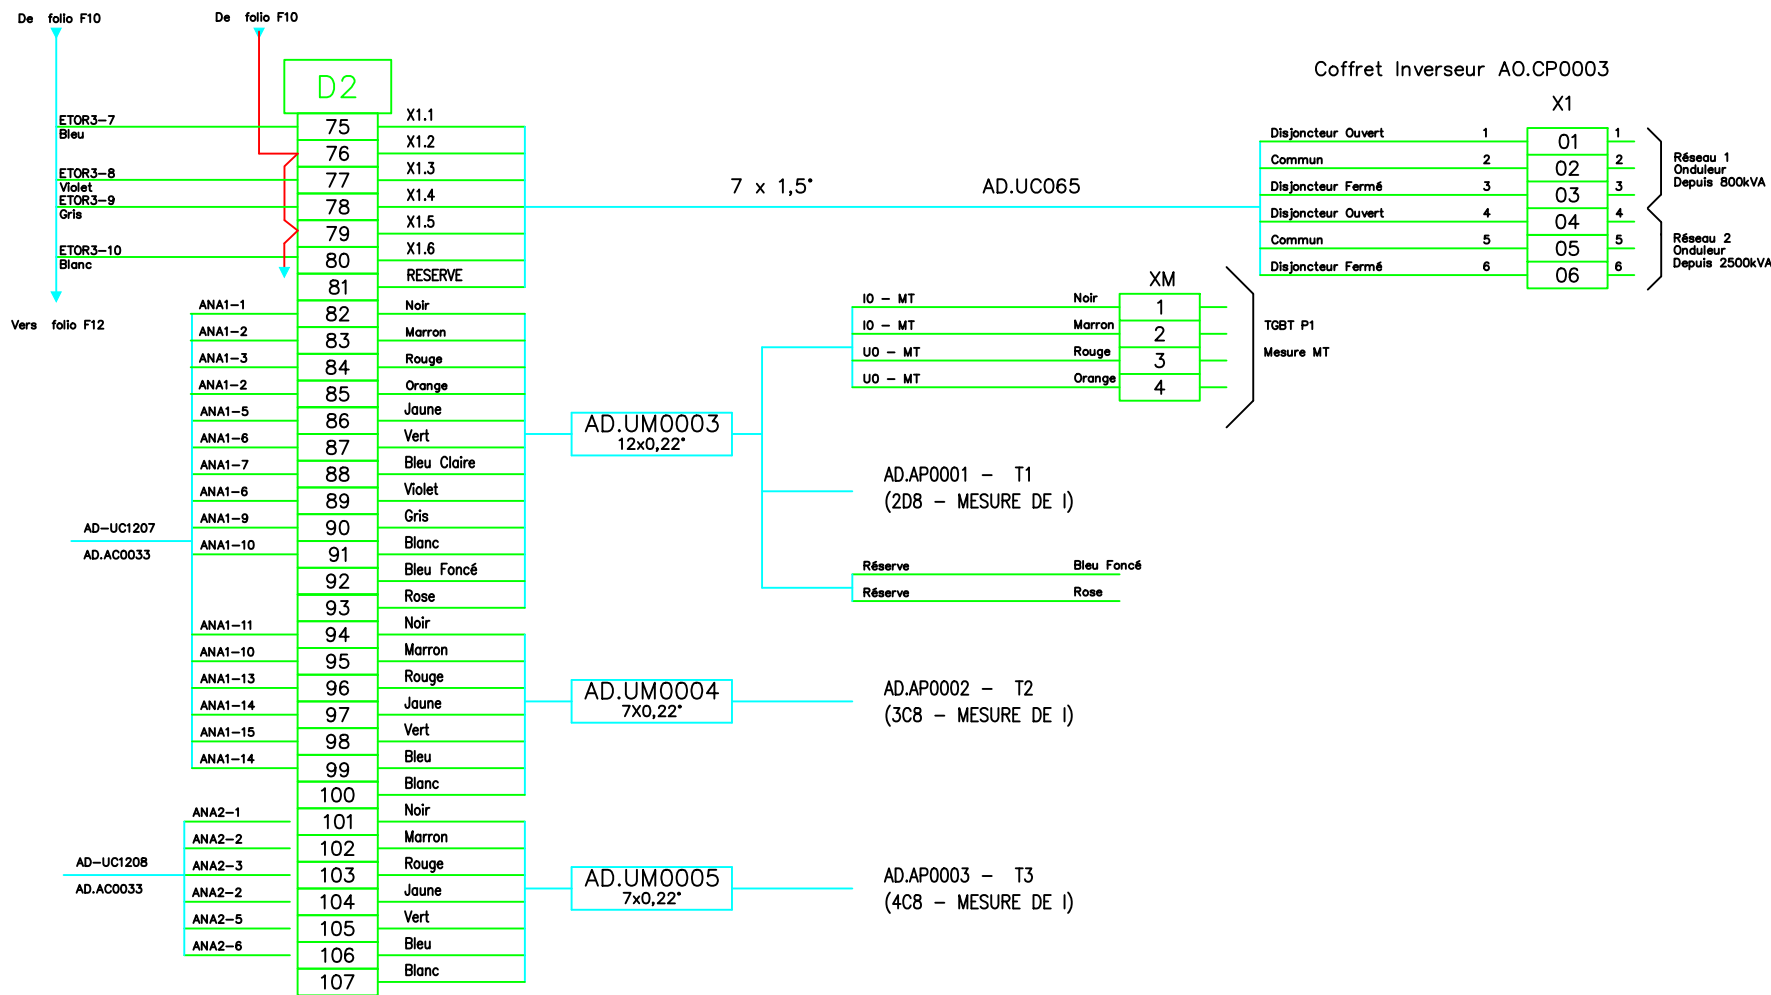 De folio F10
De folio F10
D2
Coffret Inverseur AO.CP0003
X1
ETOR3-7
Bleu
75
X1.1
76
X1.2
ETOR3-8
Violet
77
X1.3
ETOR3-9
Gris
78
X1.4
79
X1.5
ETOR3-10
Blanc
80
X1.6
81
RESERVE
7 x 1,5°
AD.UC065
Disjoncteur Ouvert 1 01 1
Commun 2 02 2
Disjoncteur Fermé 3 03 3
Disjoncteur Ouvert 4 04 4
Commun 5 05 5
Disjoncteur Fermé 6 06 6
Réseau 1
Onduleur
Depuis 800kVA
Réseau 2
Onduleur
Depuis 2500kVA
Vers folio F12
ANA1-1 82 Noir
ANA1-2 83 Marron
ANA1-3 84 Rouge
ANA1-2 85 Orange
ANA1-5 86 Jaune
ANA1-6 87 Vert
ANA1-7 88 Bleu Claire
ANA1-6 89 Violet
ANA1-9 90 Gris
ANA1-10 91 Blanc
92 Bleu Foncé
93 Rose
AD-UC1207
AD.AC0033
ANA1-11 94 Noir
ANA1-10 95 Marron
ANA1-13 96 Rouge
ANA1-14 97 Jaune
ANA1-15 98 Vert
ANA1-14 99 Bleu
100 Blanc
ANA2-1 101 Noir
ANA2-2 102 Marron
ANA2-3 103 Rouge
ANA2-2 104 Jaune
ANA2-5 105 Vert
ANA2-6 106 Bleu
107 Blanc
AD-UC1208
AD.AC0033
AD.UM0003
12x0,22°
XM
I0 - MT Noir 1
I0 - MT Marron 2
U0 - MT Rouge 3
U0 - MT Orange 4
TGBT P1
Mesure MT
AD.AP0001 - T1
(2D8 - MESURE DE I)
Réserve Bleu Foncé
Réserve Rose
AD.UM0004
7X0,22°
AD.AP0002 - T2
(3C8 - MESURE DE I)
AD.UM0005
7x0,22°
AD.AP0003 - T3
(4C8 - MESURE DE I)